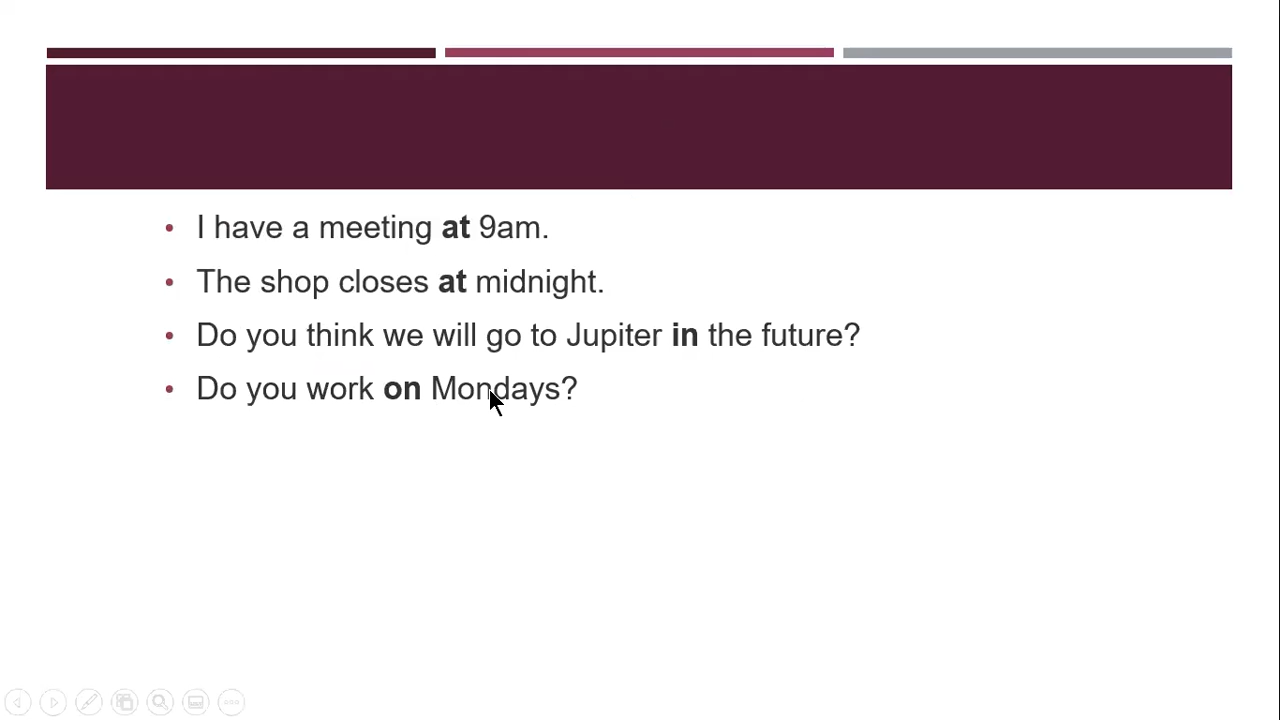 • I have a meeting at 9am.
• The shop closes at midnight.
• Do you think we will go to Jupiter in the future?
• Do you work on Mondays?